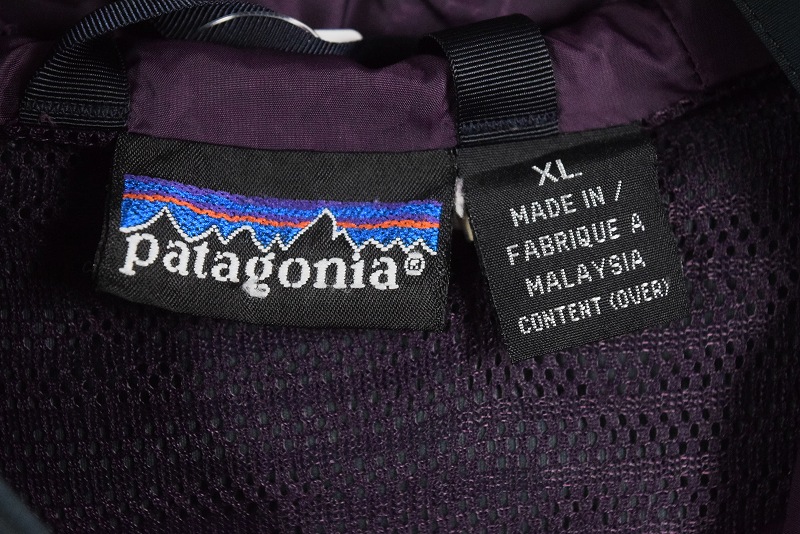 patagonia®
XL
MADE IN /
FABRIQUE A
MALAYSIA
CONTENT (OVER)